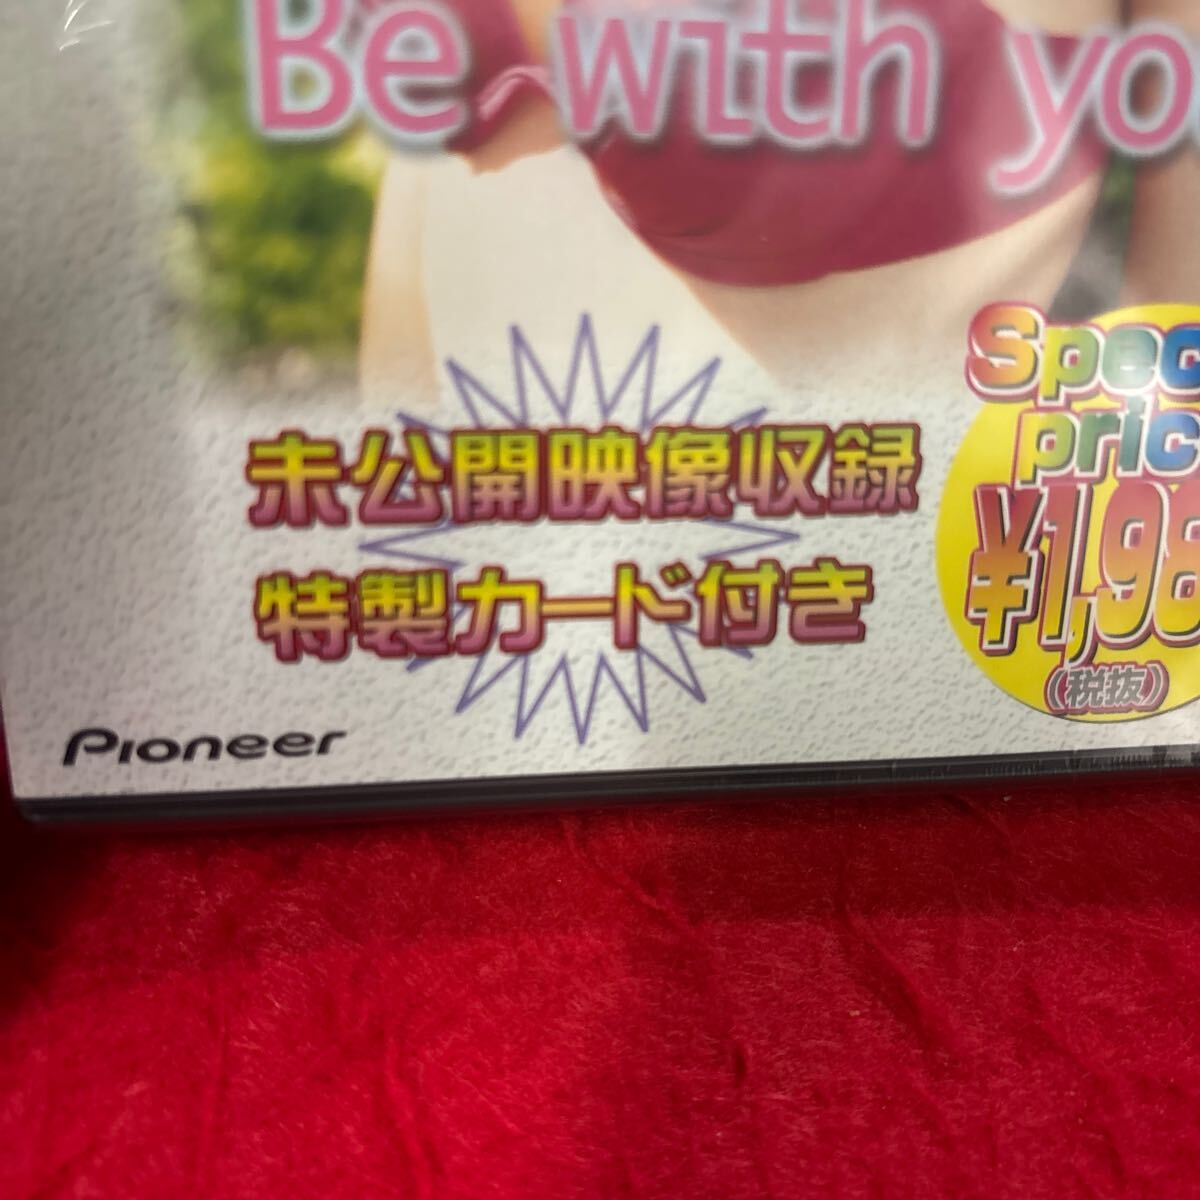 Be with yo
未公開映像収録
特製カード付き
Spec
pric
¥1,98
(税抜)
Pioneer